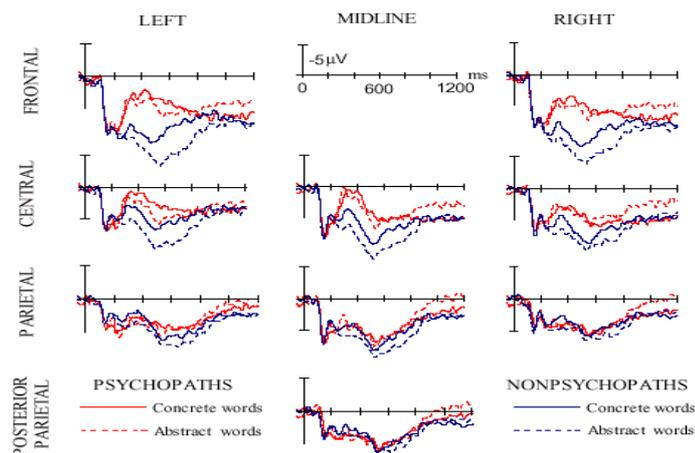 LEFT MIDLINE RIGHT
FRONTAL
-5μV
0 600 1200 ms
CENTRAL
PARIETAL
POSTERIOR
PARIETAL
PSYCHOPATHS
Concrete words
Abstract words
NONPSYCHOPATHS
Concrete words
Abstract words